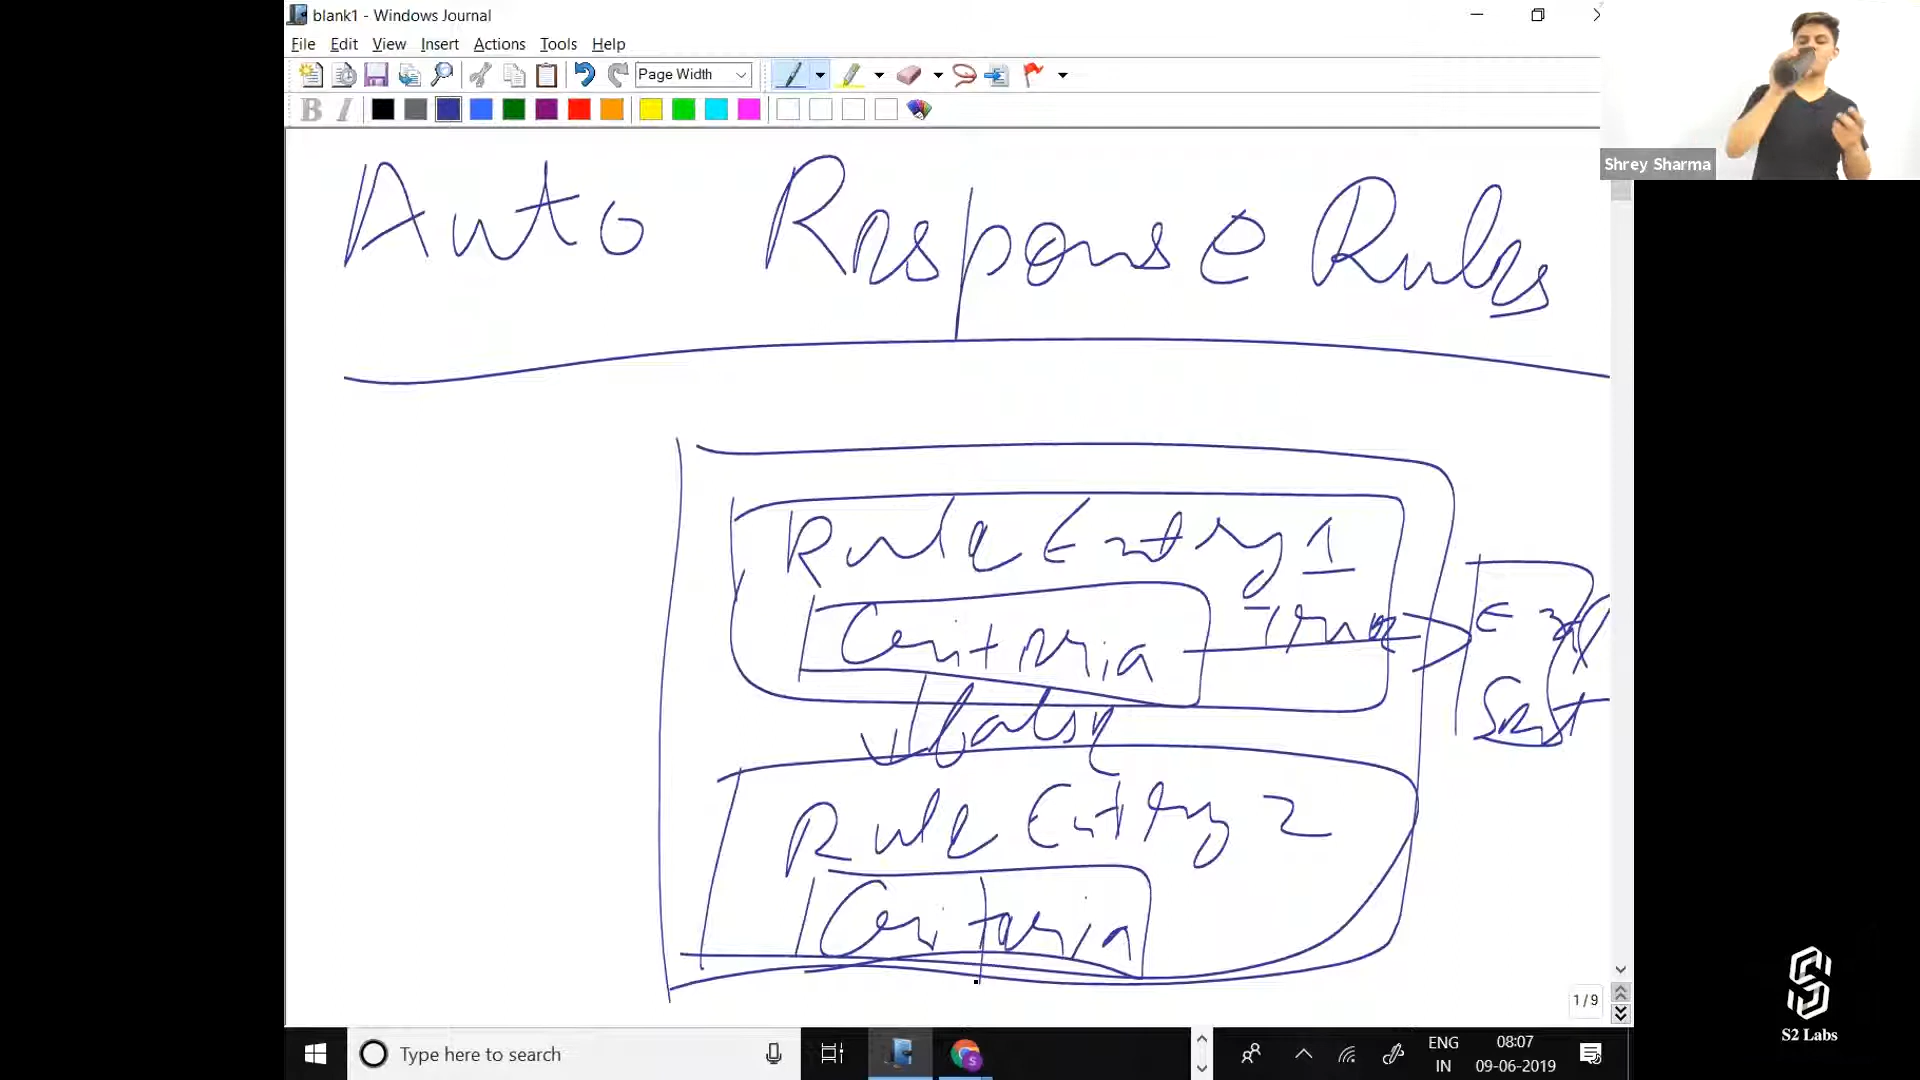 blank1 - Windows Journal
File Edit View Insert Actions Tools Help
Page Width
B I
Shrey Sharma
Auto Response Rules
Rule Entry 1
Criteria True
Sent
false
Rule Entry 2
Criteria
1 / 9
S2 Labs
Type here to search
ENG
IN
08:07
09-06-2019